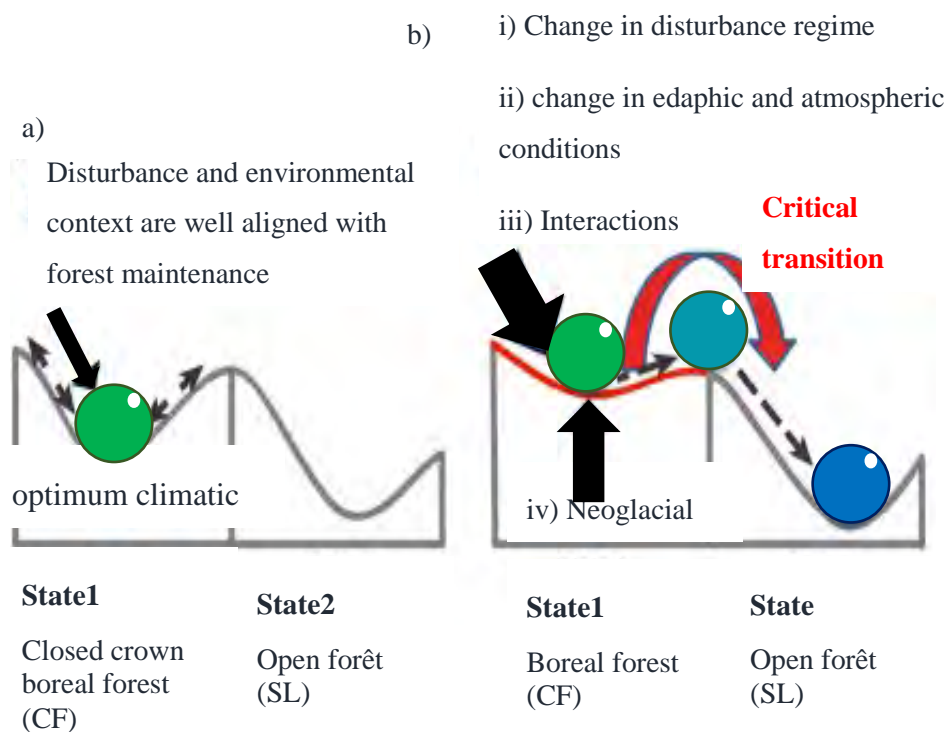 a)
Disturbance and environmental
context are well aligned with
forest maintenance
optimum climatic
State1
Closed crown
boreal forest
(CF)
State2
Open forêt
(SL)
b)
i) Change in disturbance regime
ii) change in edaphic and atmospheric
conditions
iii) Interactions
Critical
transition
iv) Neoglacial
State1
Boreal forest
(CF)
State
Open forêt
(SL)